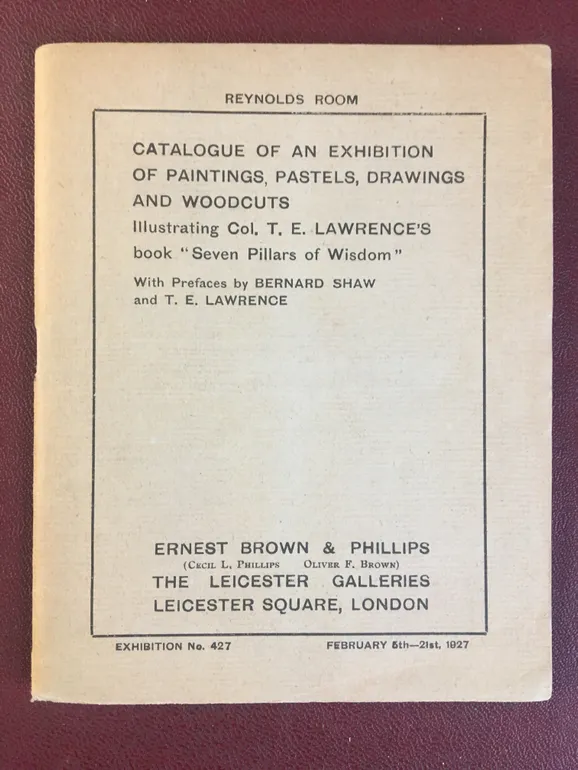 REYNOLDS ROOM
CATALOGUE OF AN EXHIBITION
OF PAINTINGS, PASTELS, DRAWINGS
AND WOODCUTS
Illustrating Col. T. E. LAWRENCE'S
book "Seven Pillars of Wisdom"
With Prefaces by BERNARD SHAW
and T. E. LAWRENCE
ERNEST BROWN & PHILLIPS
(CECIL L. PHILLIPS OLIVER F. BROWN)
THE LEICESTER GALLERIES
LEICESTER SQUARE, LONDON
EXHIBITION No. 427 FEBRUARY 5th—21st, 1927